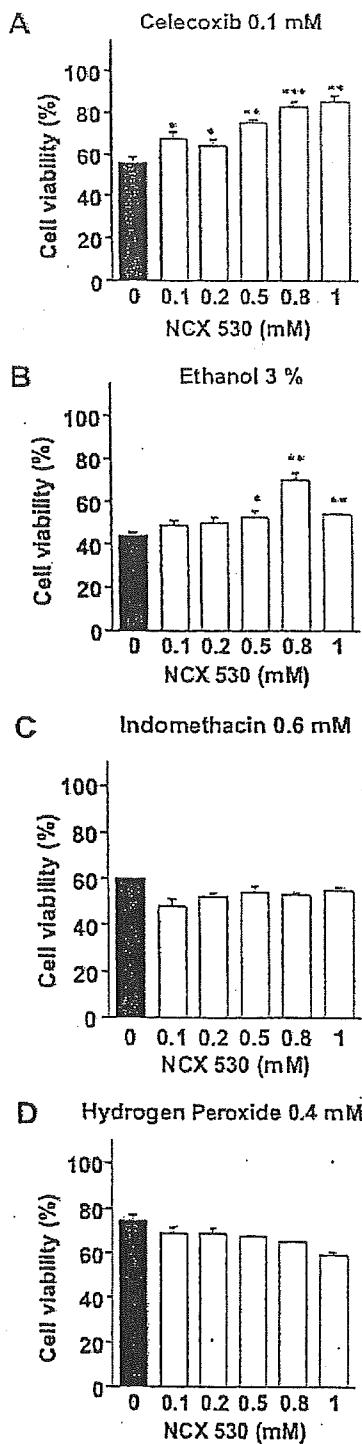 A Celecoxib 0.1 mM
Cell viability (%)
100
80
60
40
20
0
* * ** *** **
0 0.1 0.2 0.5 0.8 1
NCX 530 (mM)
B Ethanol 3 %
Cell viability (%)
100
80
60
40
20
0
* ** **
0 0.1 0.2 0.5 0.8 1
NCX 530 (mM)
C Indomethacin 0.6 mM
Cell viability (%)
100
80
60
40
20
0
0 0.1 0.2 0.5 0.8 1
NCX 530 (mM)
D Hydrogen Peroxide 0.4 mM
Cell viability (%)
100
80
60
40
20
0
0 0.1 0.2 0.5 0.8 1
NCX 530 (mM)